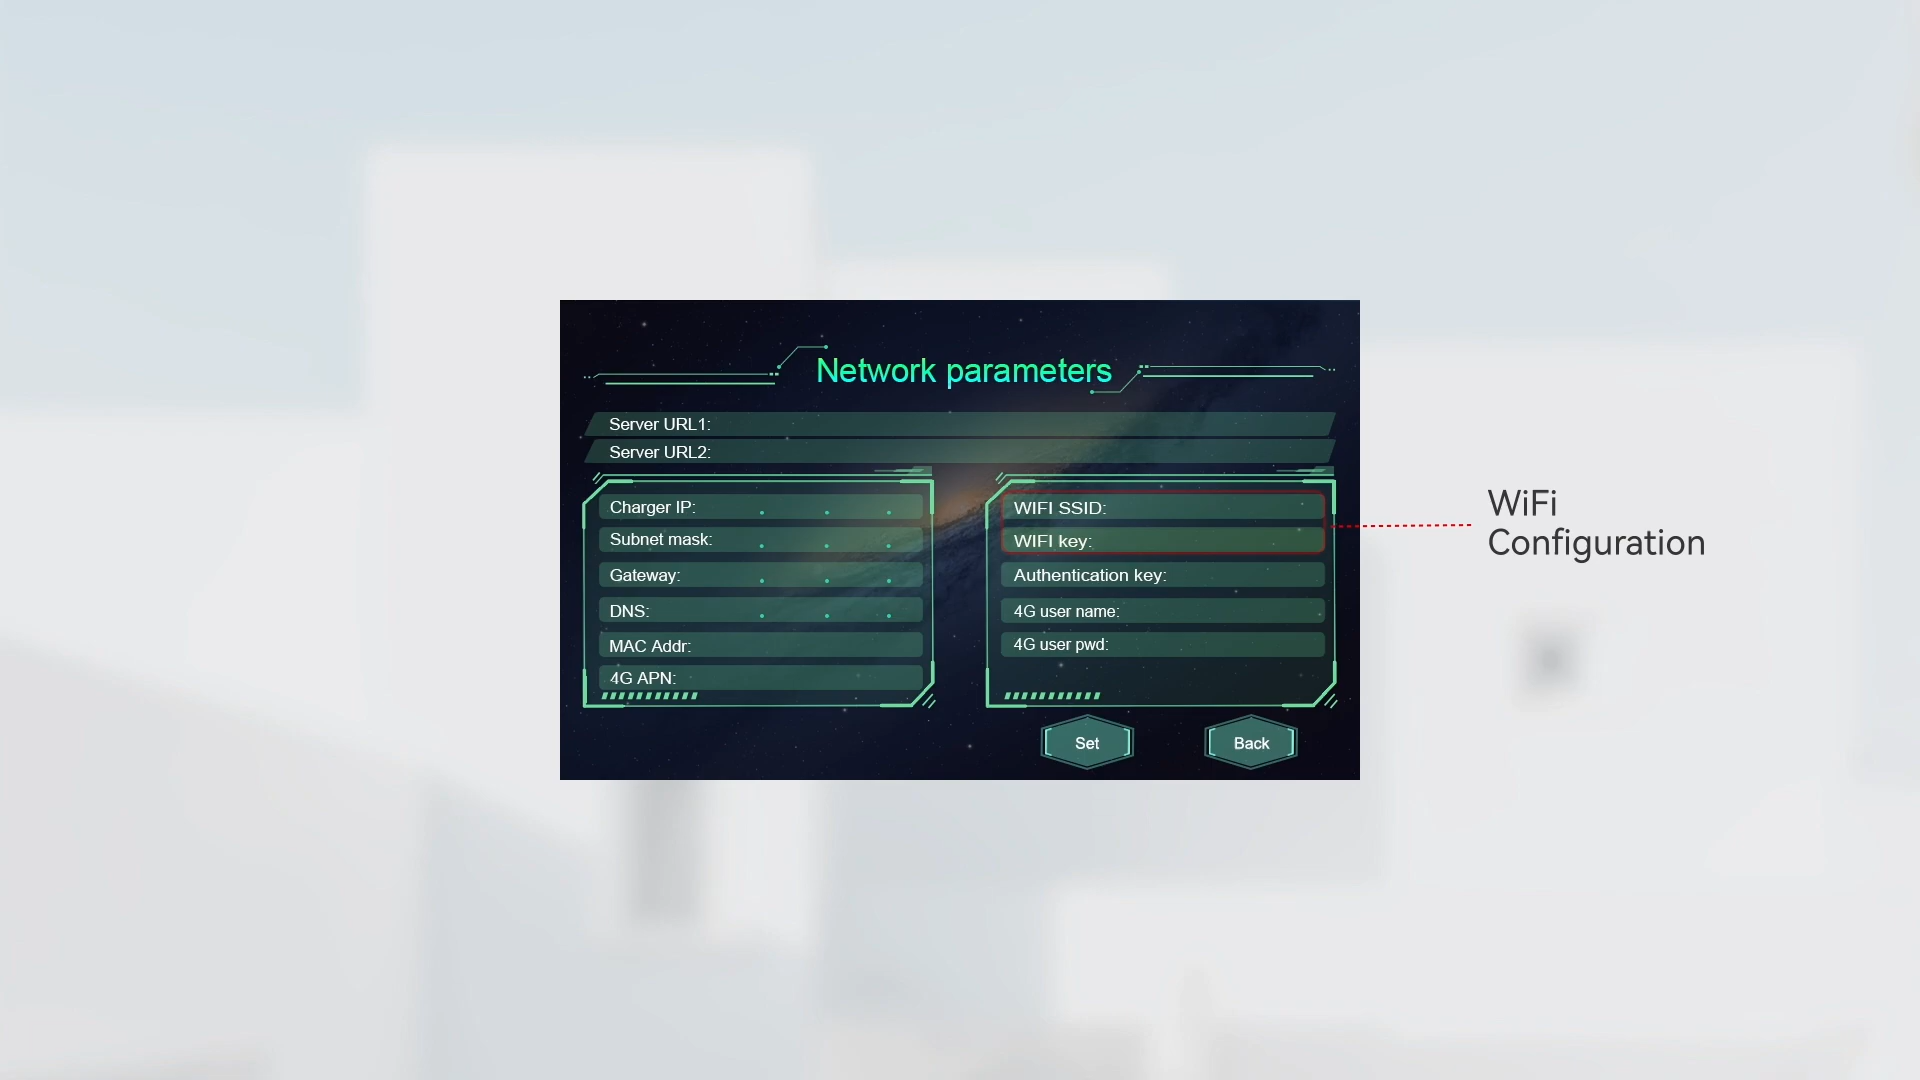 Network parameters
Server URL1:
Server URL2:
Charger IP:
Subnet mask:
Gateway:
DNS:
MAC Addr:
4G APN:
WIFI SSID:
WIFI key:
Authentication key:
4G user name:
4G user pwd:
Set
Back
WiFi
Configuration